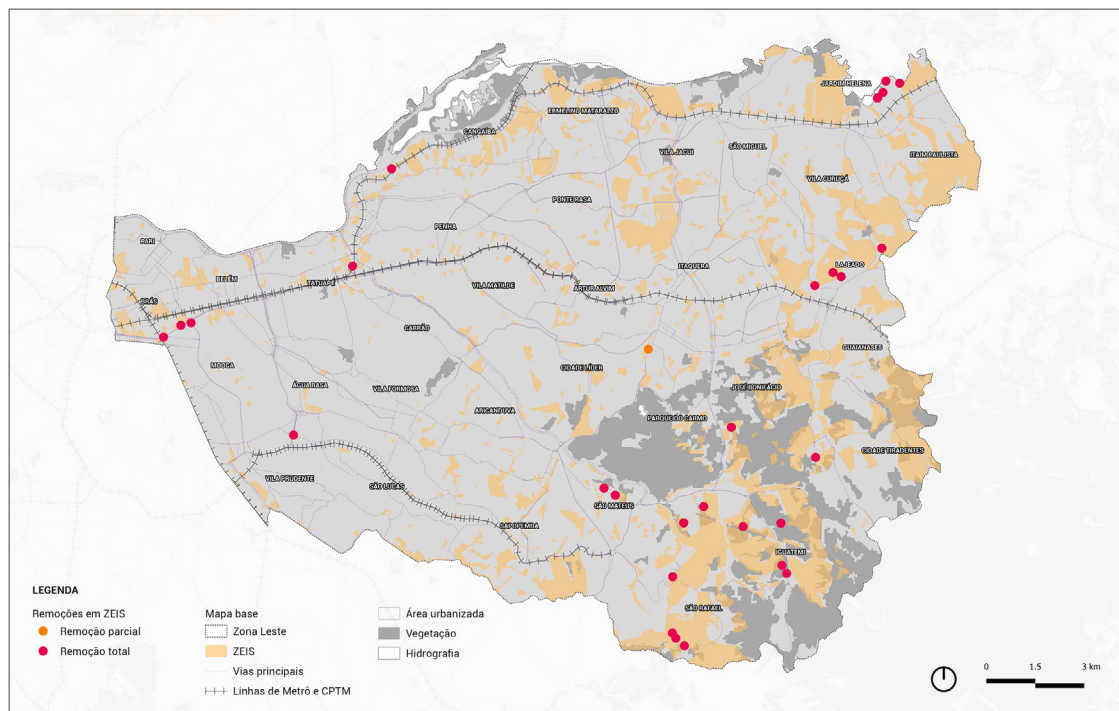 JARDIM HELENA
ERMELINO MATARAZZO
CANGAÍBA
SÃO MIGUEL
VILA JACUI
ITAIM PAULISTA
VILA CURUÇÁ
PONTE RASA
PENHA
PARI
LAJEADO
ITAQUERA
BELÉM
TATUAPÉ
VILA MATILDE
ARTUR ALVIM
BRÁS
CARRÃO
GUAIANASES
MOOCA
CIDADE LÍDER
ÁGUA RASA
VILA FORMOSA
JOSÉ BONIFÁCIO
ARICANDUVA
PARQUE DO CARMO
CIDADE TIRADENTES
VILA PRUDENTE
SÃO LUCAS
SÃO MATEUS
SAPOPEMBA
IGUATEMI
SÃO RAFAEL
LEGENDA
Remoções em ZEIS
Remoção parcial
Remoção total
Mapa base
Zona Leste
ZEIS
Vias principais
Linhas de Metrô e CPTM
Área urbanizada
Vegetação
Hidrografia
0 1.5 3 km